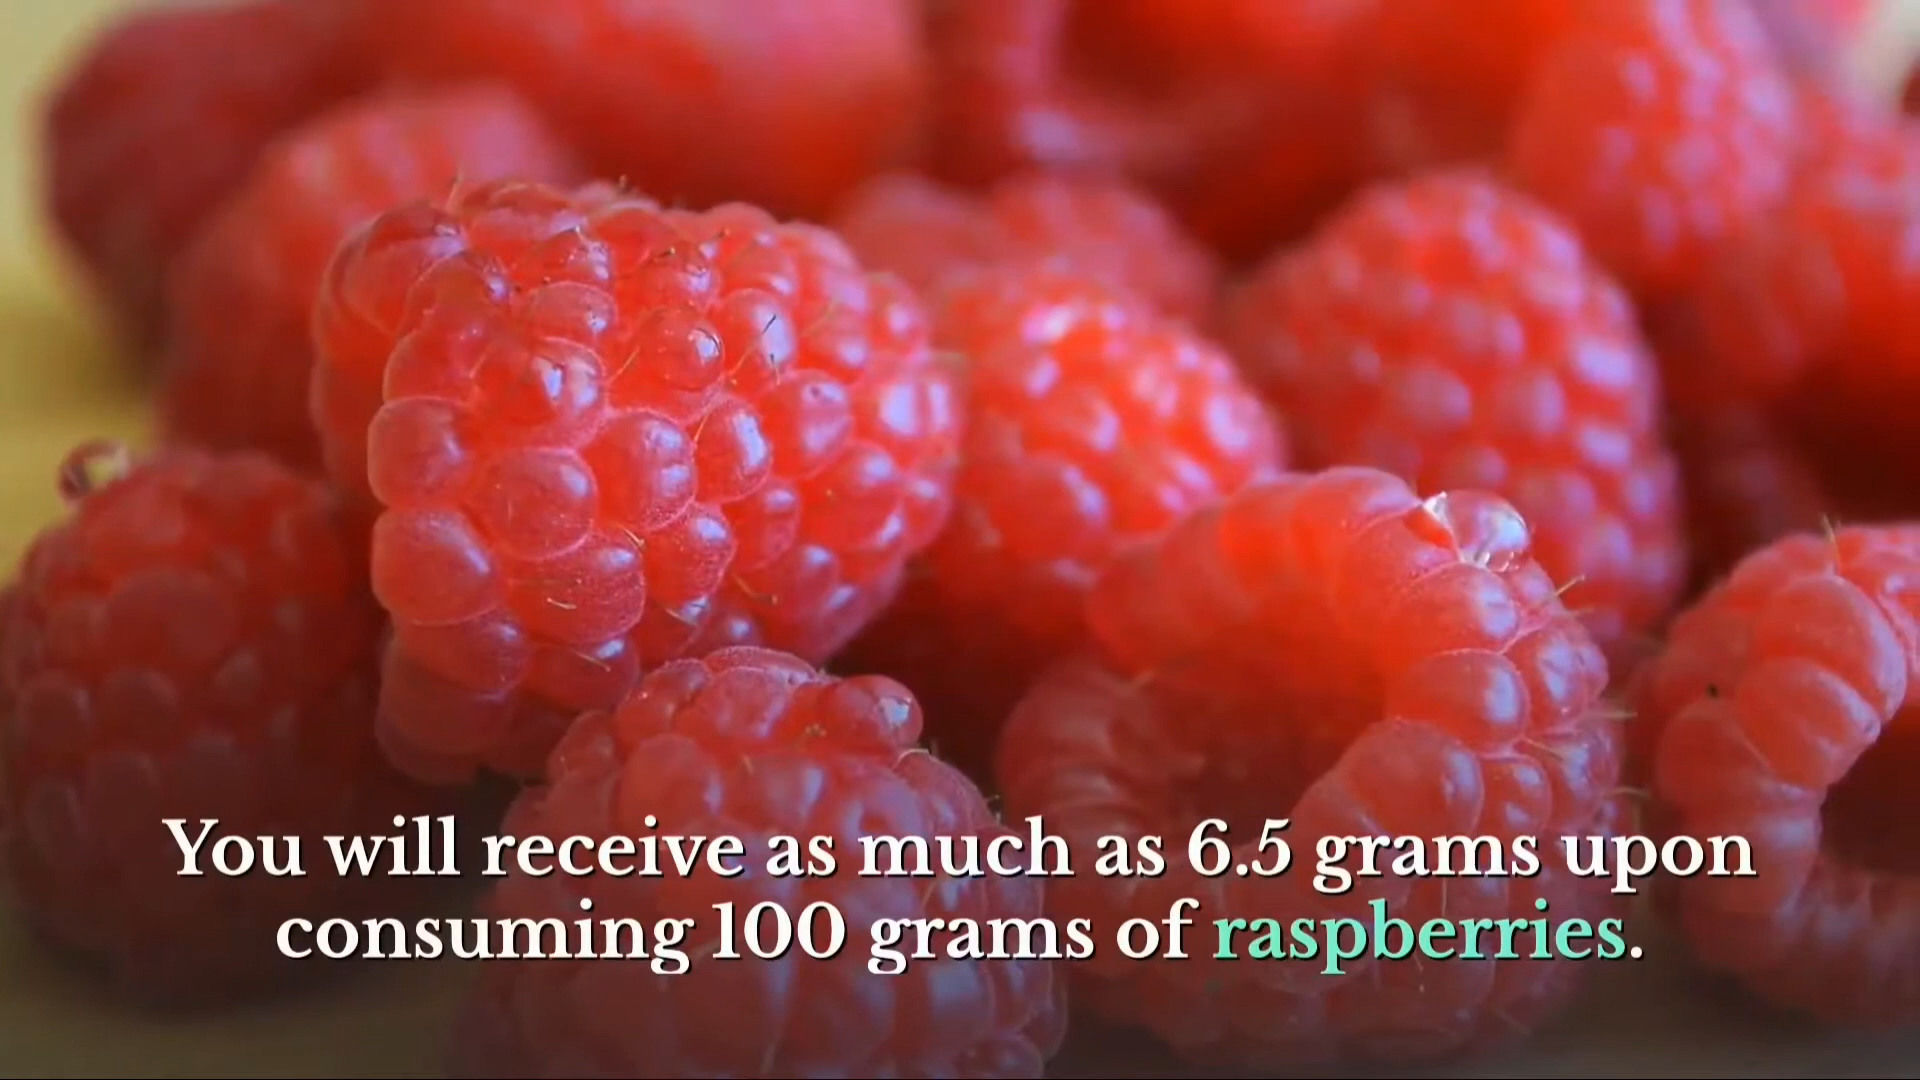 You will receive as much as 6.5 grams upon
consuming 100 grams of raspberries.